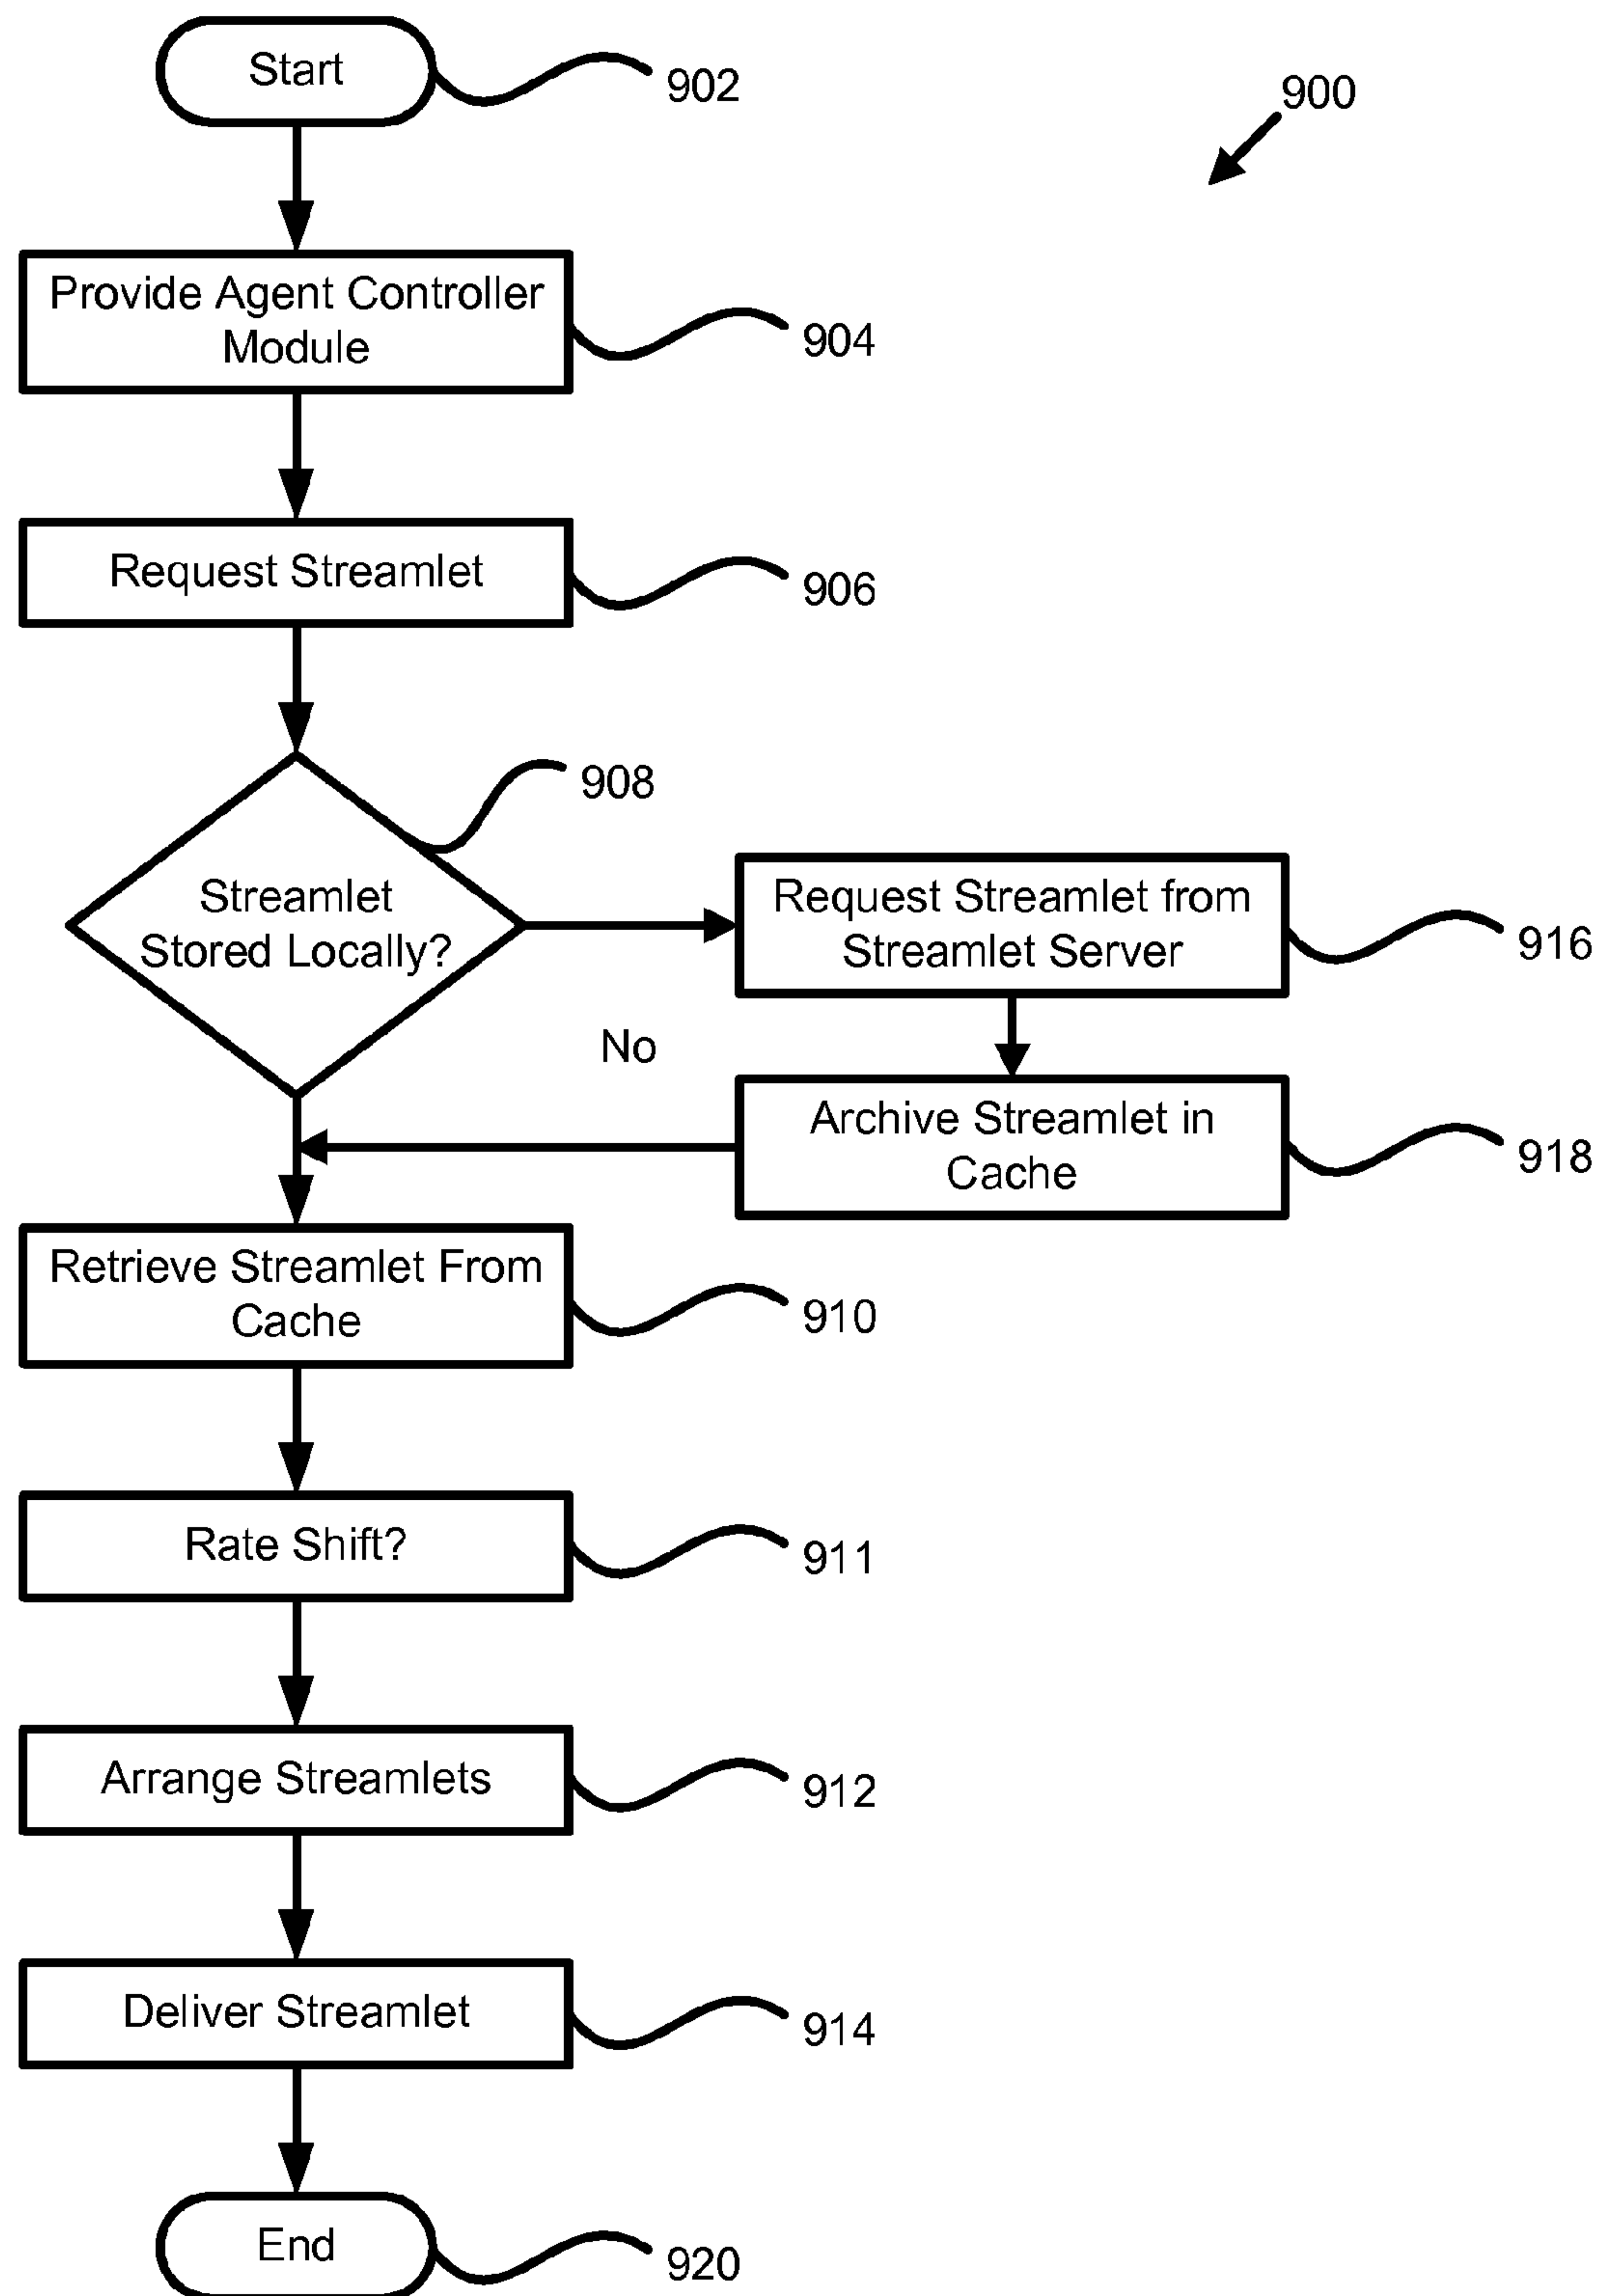 Start
902
900
Provide Agent Controller
Module
904
Request Streamlet
906
908
Streamlet
Stored Locally?
Request Streamlet from
Streamlet Server
916
No
Archive Streamlet in
Cache
918
Retrieve Streamlet From
Cache
910
Rate Shift?
911
Arrange Streamlets
912
Deliver Streamlet
914
End
920